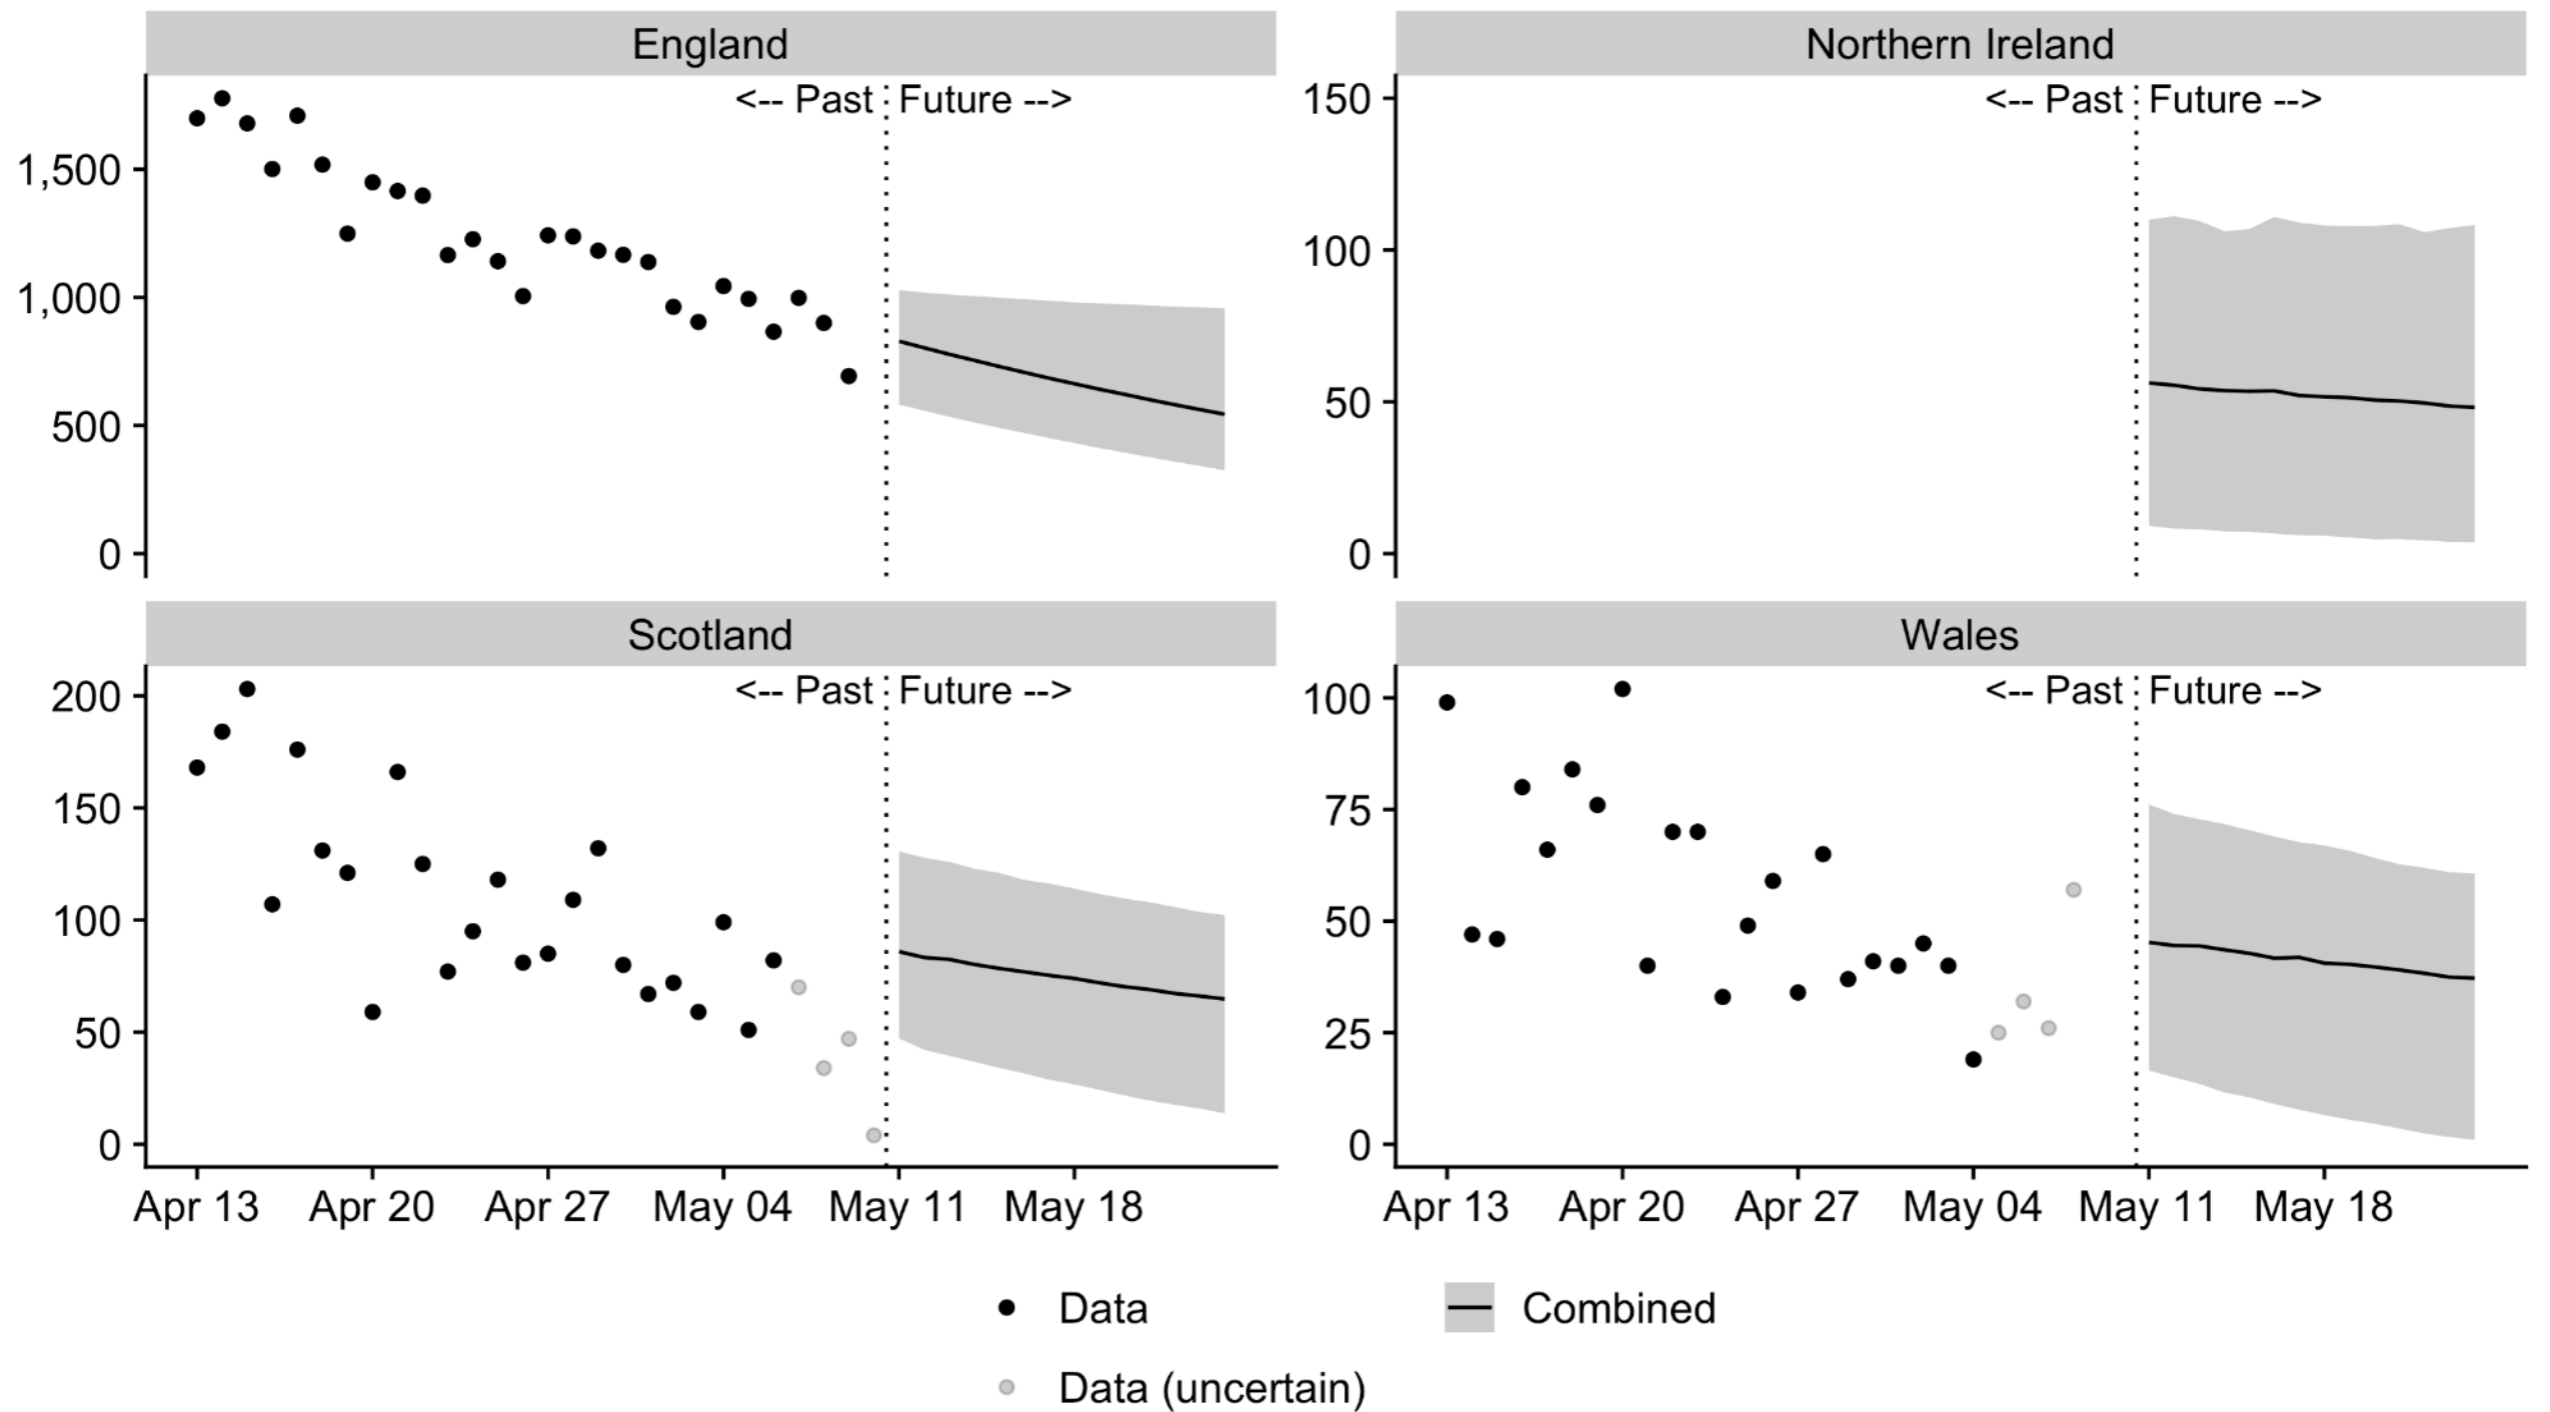 England
<-- Past Future -->
1,500
1,000
500
0
Northern Ireland
<-- Past Future -->
150
100
50
0
Scotland
<-- Past Future -->
200
150
100
50
0
Apr 13 Apr 20 Apr 27 May 04 May 11 May 18
Wales
<-- Past Future -->
100
75
50
25
0
Apr 13 Apr 20 Apr 27 May 04 May 11 May 18
Data
Combined
Data (uncertain)